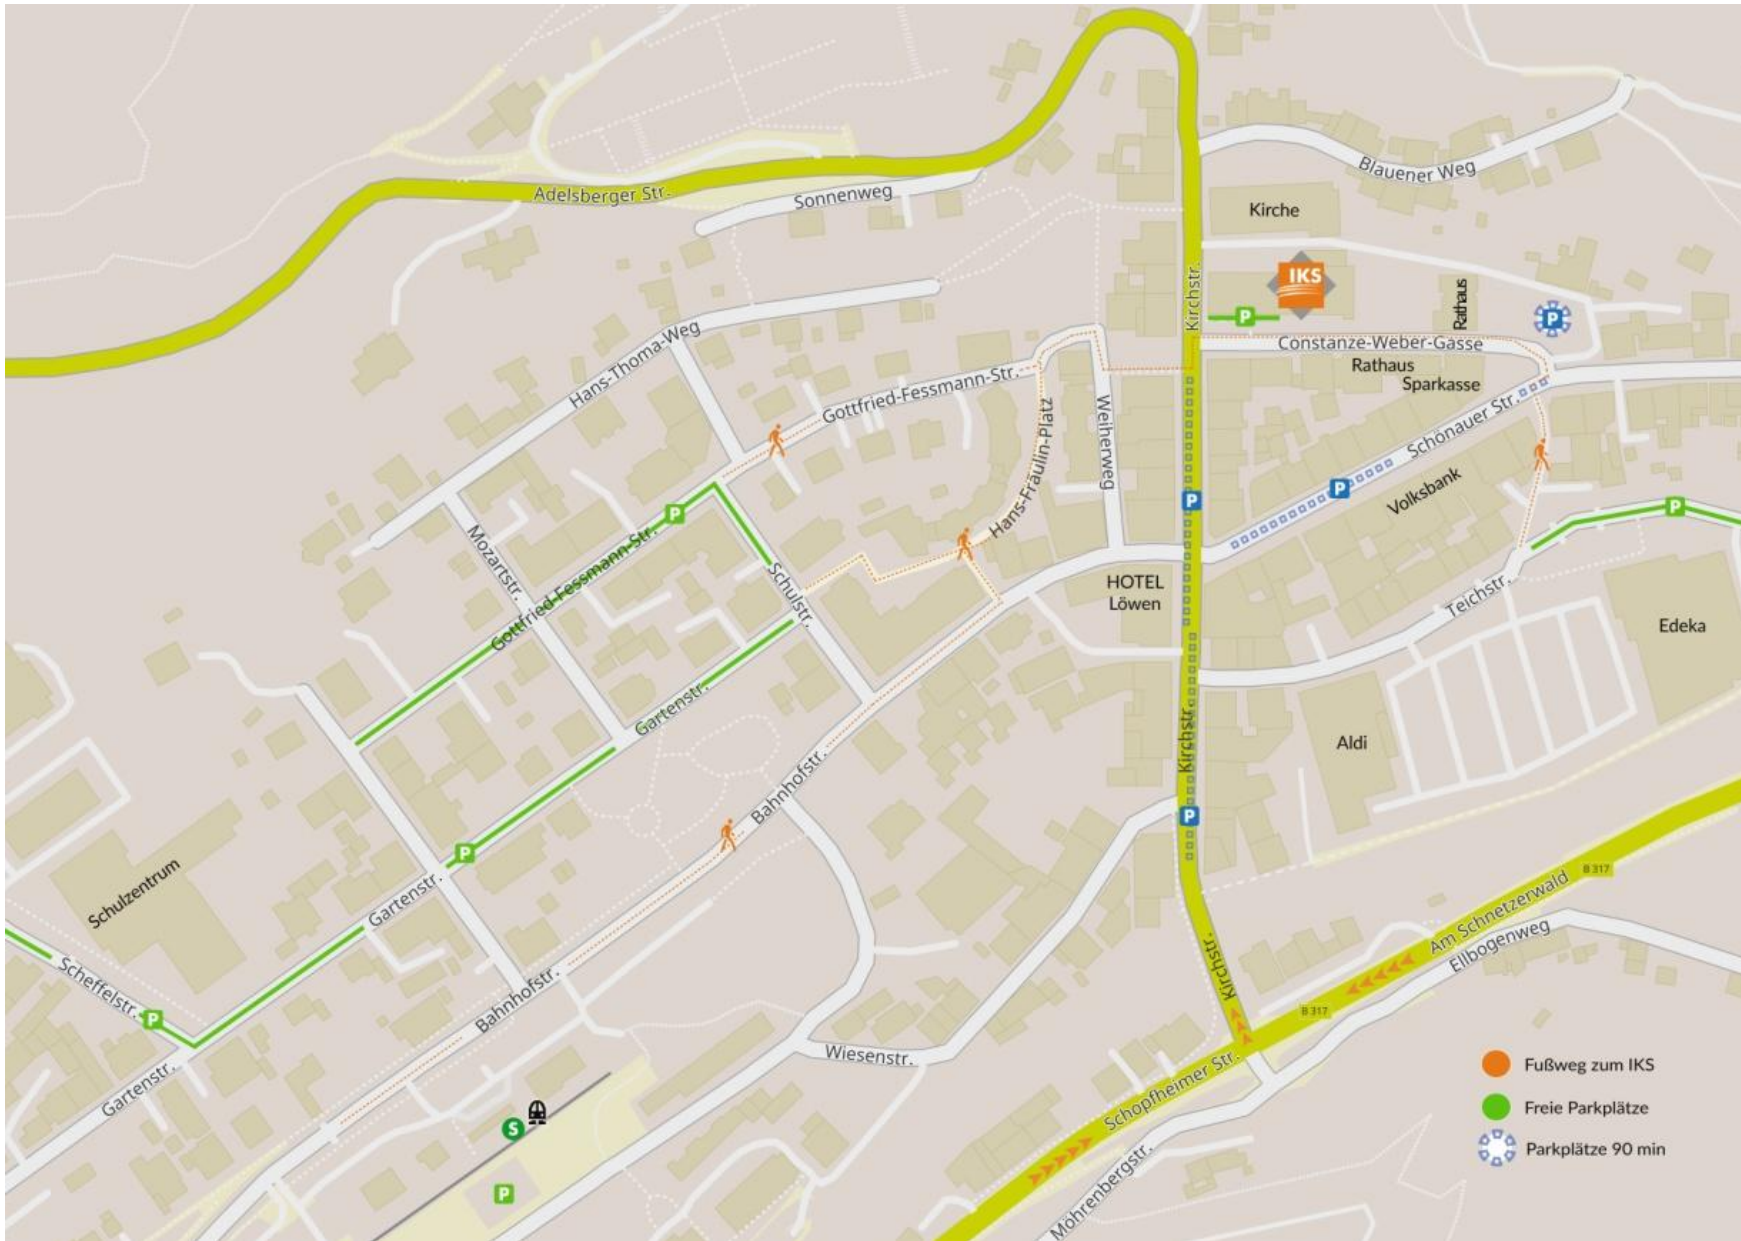 Adelsberger Str.
Sonnenweg
Blauener Weg
Kirche
Kirchstr.
IKS
P
Rathaus
P
Constanze-Weber-Gasse
Rathaus
Sparkasse
Hans-Thoma-Weg
Gottfried-Fessmann-Str.
Weiherweg
Hans-Fräulin-Platz
Schönauer Str.
Volksbank
P
P
P
P
Mozartstr.
Gottfried-Fessmann-Str.
Schulstr.
HOTEL
Löwen
Teichstr.
Edeka
Gartenstr.
Kirchstr.
Aldi
Bahnhofstr.
P
P
Schulzentrum
Gartenstr.
B 317
Am Schnetzerwald
Ellbogenweg
Kirchstr.
Scheffelstr.
P
Bahnhofstr.
B 317
Wiesenstr.
Schopfheimer Str.
Gartenstr.
S
P
Möhrenbergstr.
Fußweg zum IKS
Freie Parkplätze
Parkplätze 90 min